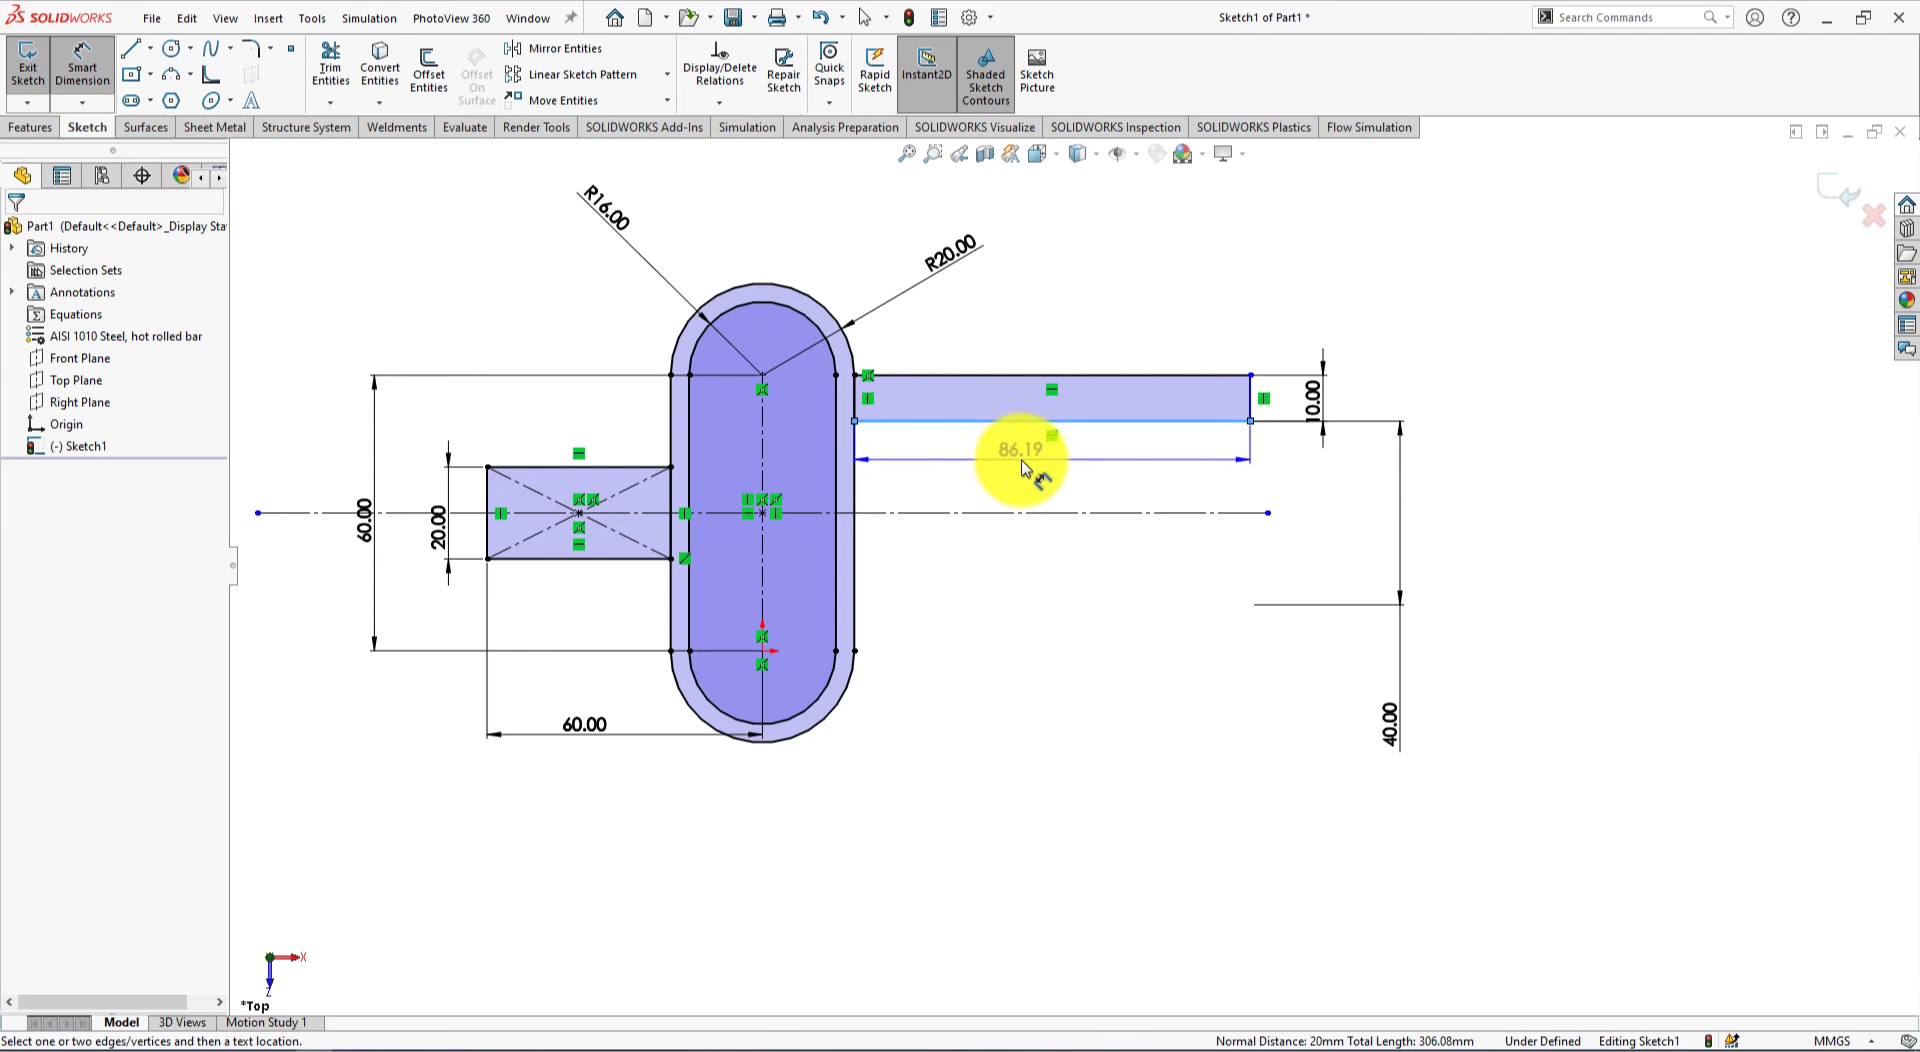 SOLIDWORKS
File Edit View Insert Tools Simulation PhotoView 360 Window
Sketch1 of Part1 *
Search Commands
Exit Sketch
Smart Dimension
Trim Entities
Convert Entities
Offset Entities
Offset On Surface
Mirror Entities
Linear Sketch Pattern
Move Entities
Display/Delete Relations
Repair Sketch
Quick Snaps
Rapid Sketch
Instant2D
Shaded Sketch Contours
Sketch Picture
Features Sketch Surfaces Sheet Metal Structure System Weldments Evaluate Render Tools SOLIDWORKS Add-Ins Simulation Analysis Preparation SOLIDWORKS Visualize SOLIDWORKS Inspection SOLIDWORKS Plastics Flow Simulation
Part1 (Default<<Default>_Display Sta
History
Selection Sets
Annotations
Equations
AISI 1010 Steel, hot rolled bar
Front Plane
Top Plane
Right Plane
Origin
(-) Sketch1
R16.00
R20.00
10.00
86.19
60.00
20.00
60.00
40.00
X
Z
*Top
Model 3D Views Motion Study 1
Select one or two edges/vertices and then a text location.
Normal Distance: 20mm Total Length: 306.08mm Under Defined Editing Sketch1 MMGS